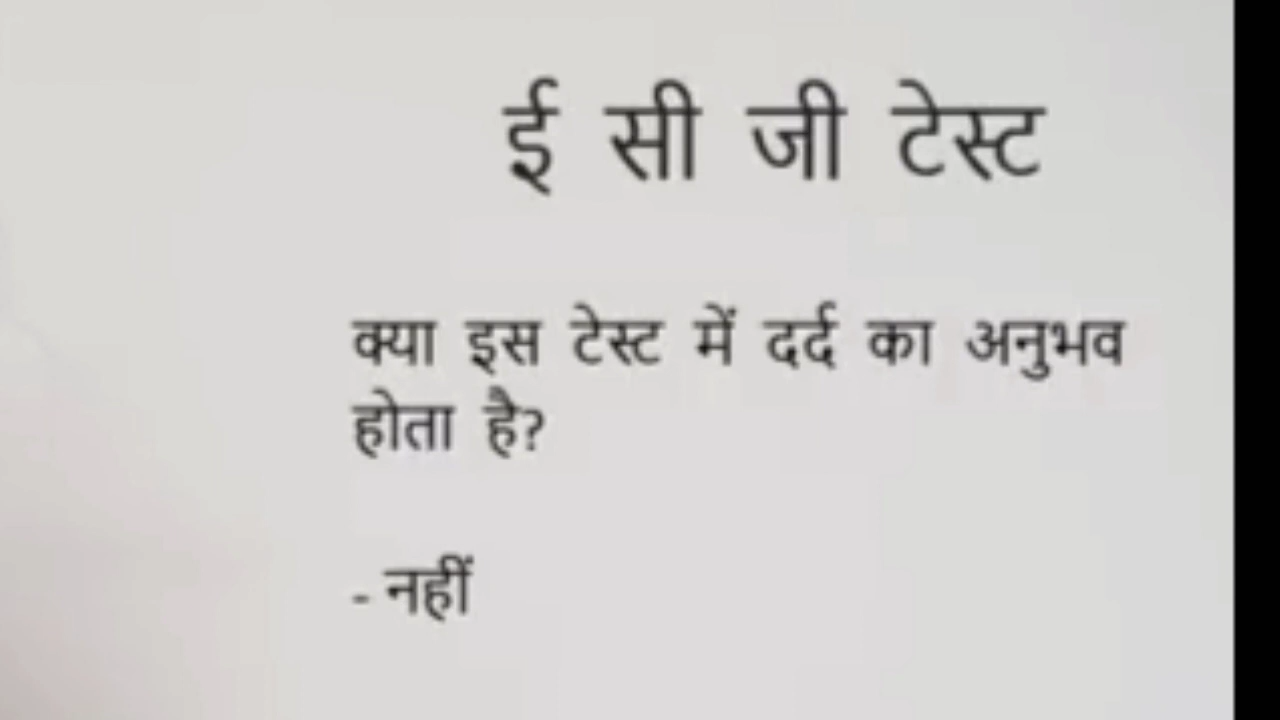 ई सी जी टेस्ट
क्या इस टेस्ट में दर्द का अनुभव
होता है?
- नहीं